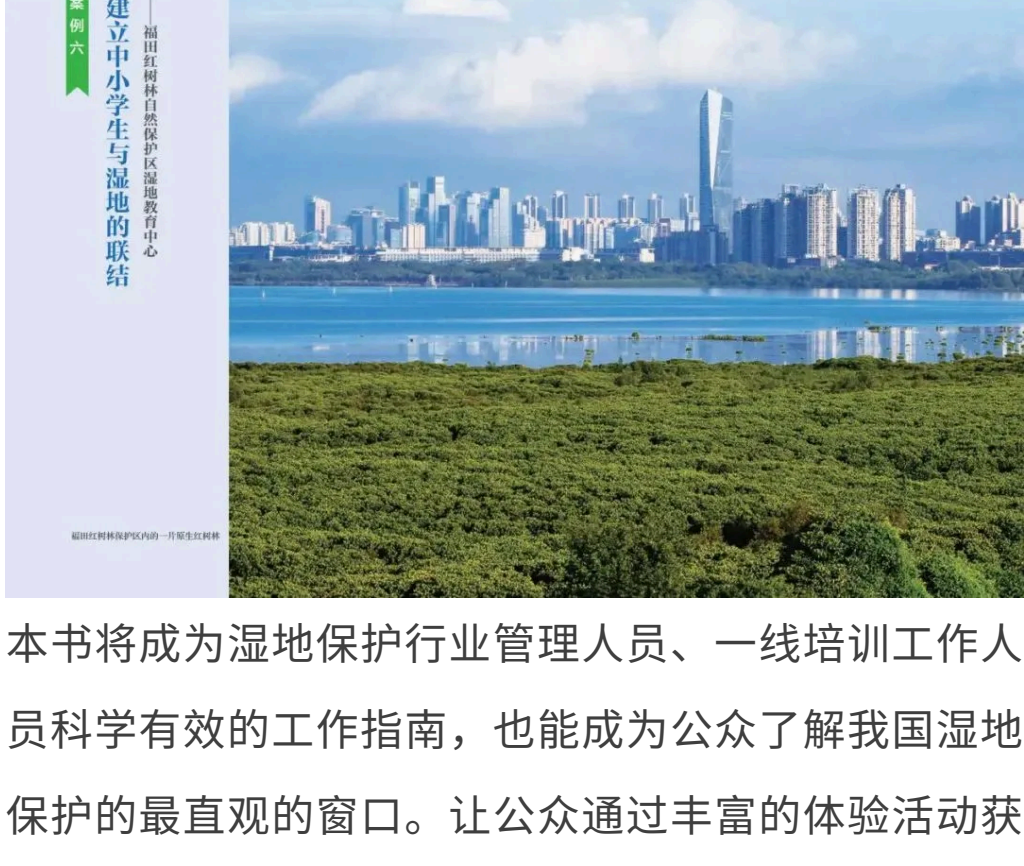 案例六
建立中小学生与湿地的联结
——福田红树林自然保护区湿地教育中心
福田红树林保护区内的一片原生红树林
本书将成为湿地保护行业管理人员、一线培训工作人
员科学有效的工作指南，也能成为公众了解我国湿地
保护的最直观的窗口。让公众通过丰富的体验活动获